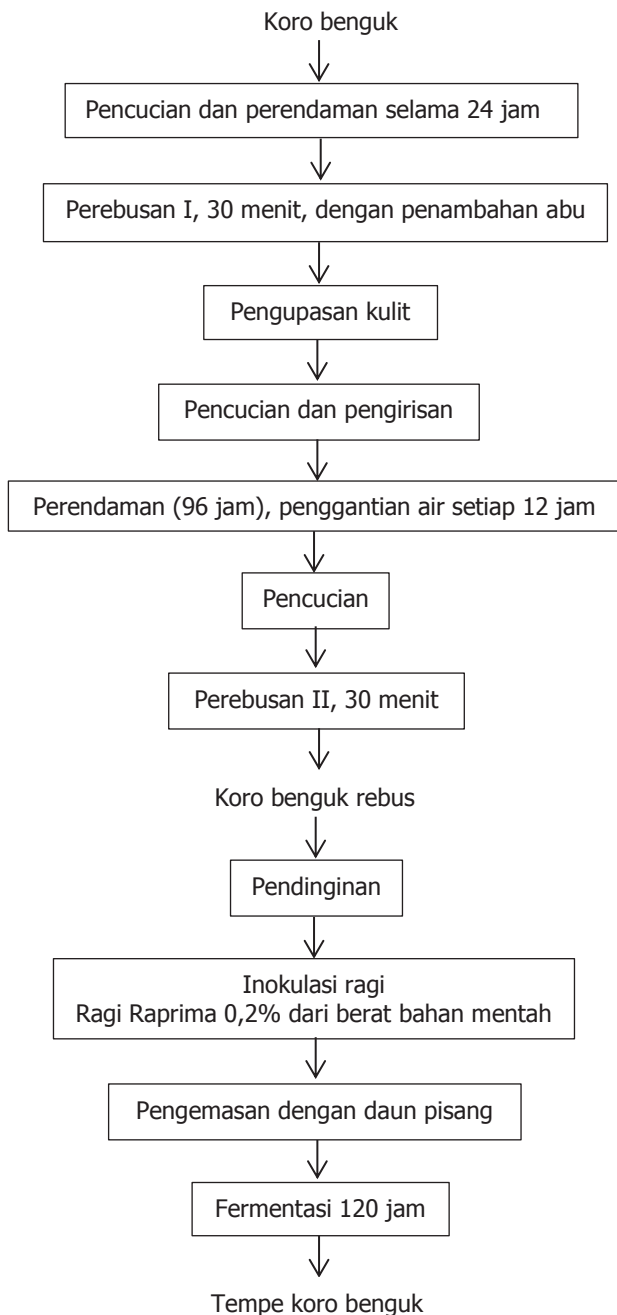 Koro benguk
Pencucian dan perendaman selama 24 jam
Perebusan I, 30 menit, dengan penambahan abu
Pengupasan kulit
Pencucian dan pengirisan
Perendaman (96 jam), penggantian air setiap 12 jam
Pencucian
Perebusan II, 30 menit
Koro benguk rebus
Pendinginan
Inokulasi ragi
Ragi Raprima 0,2% dari berat bahan mentah
Pengemasan dengan daun pisang
Fermentasi 120 jam
Tempe koro benguk